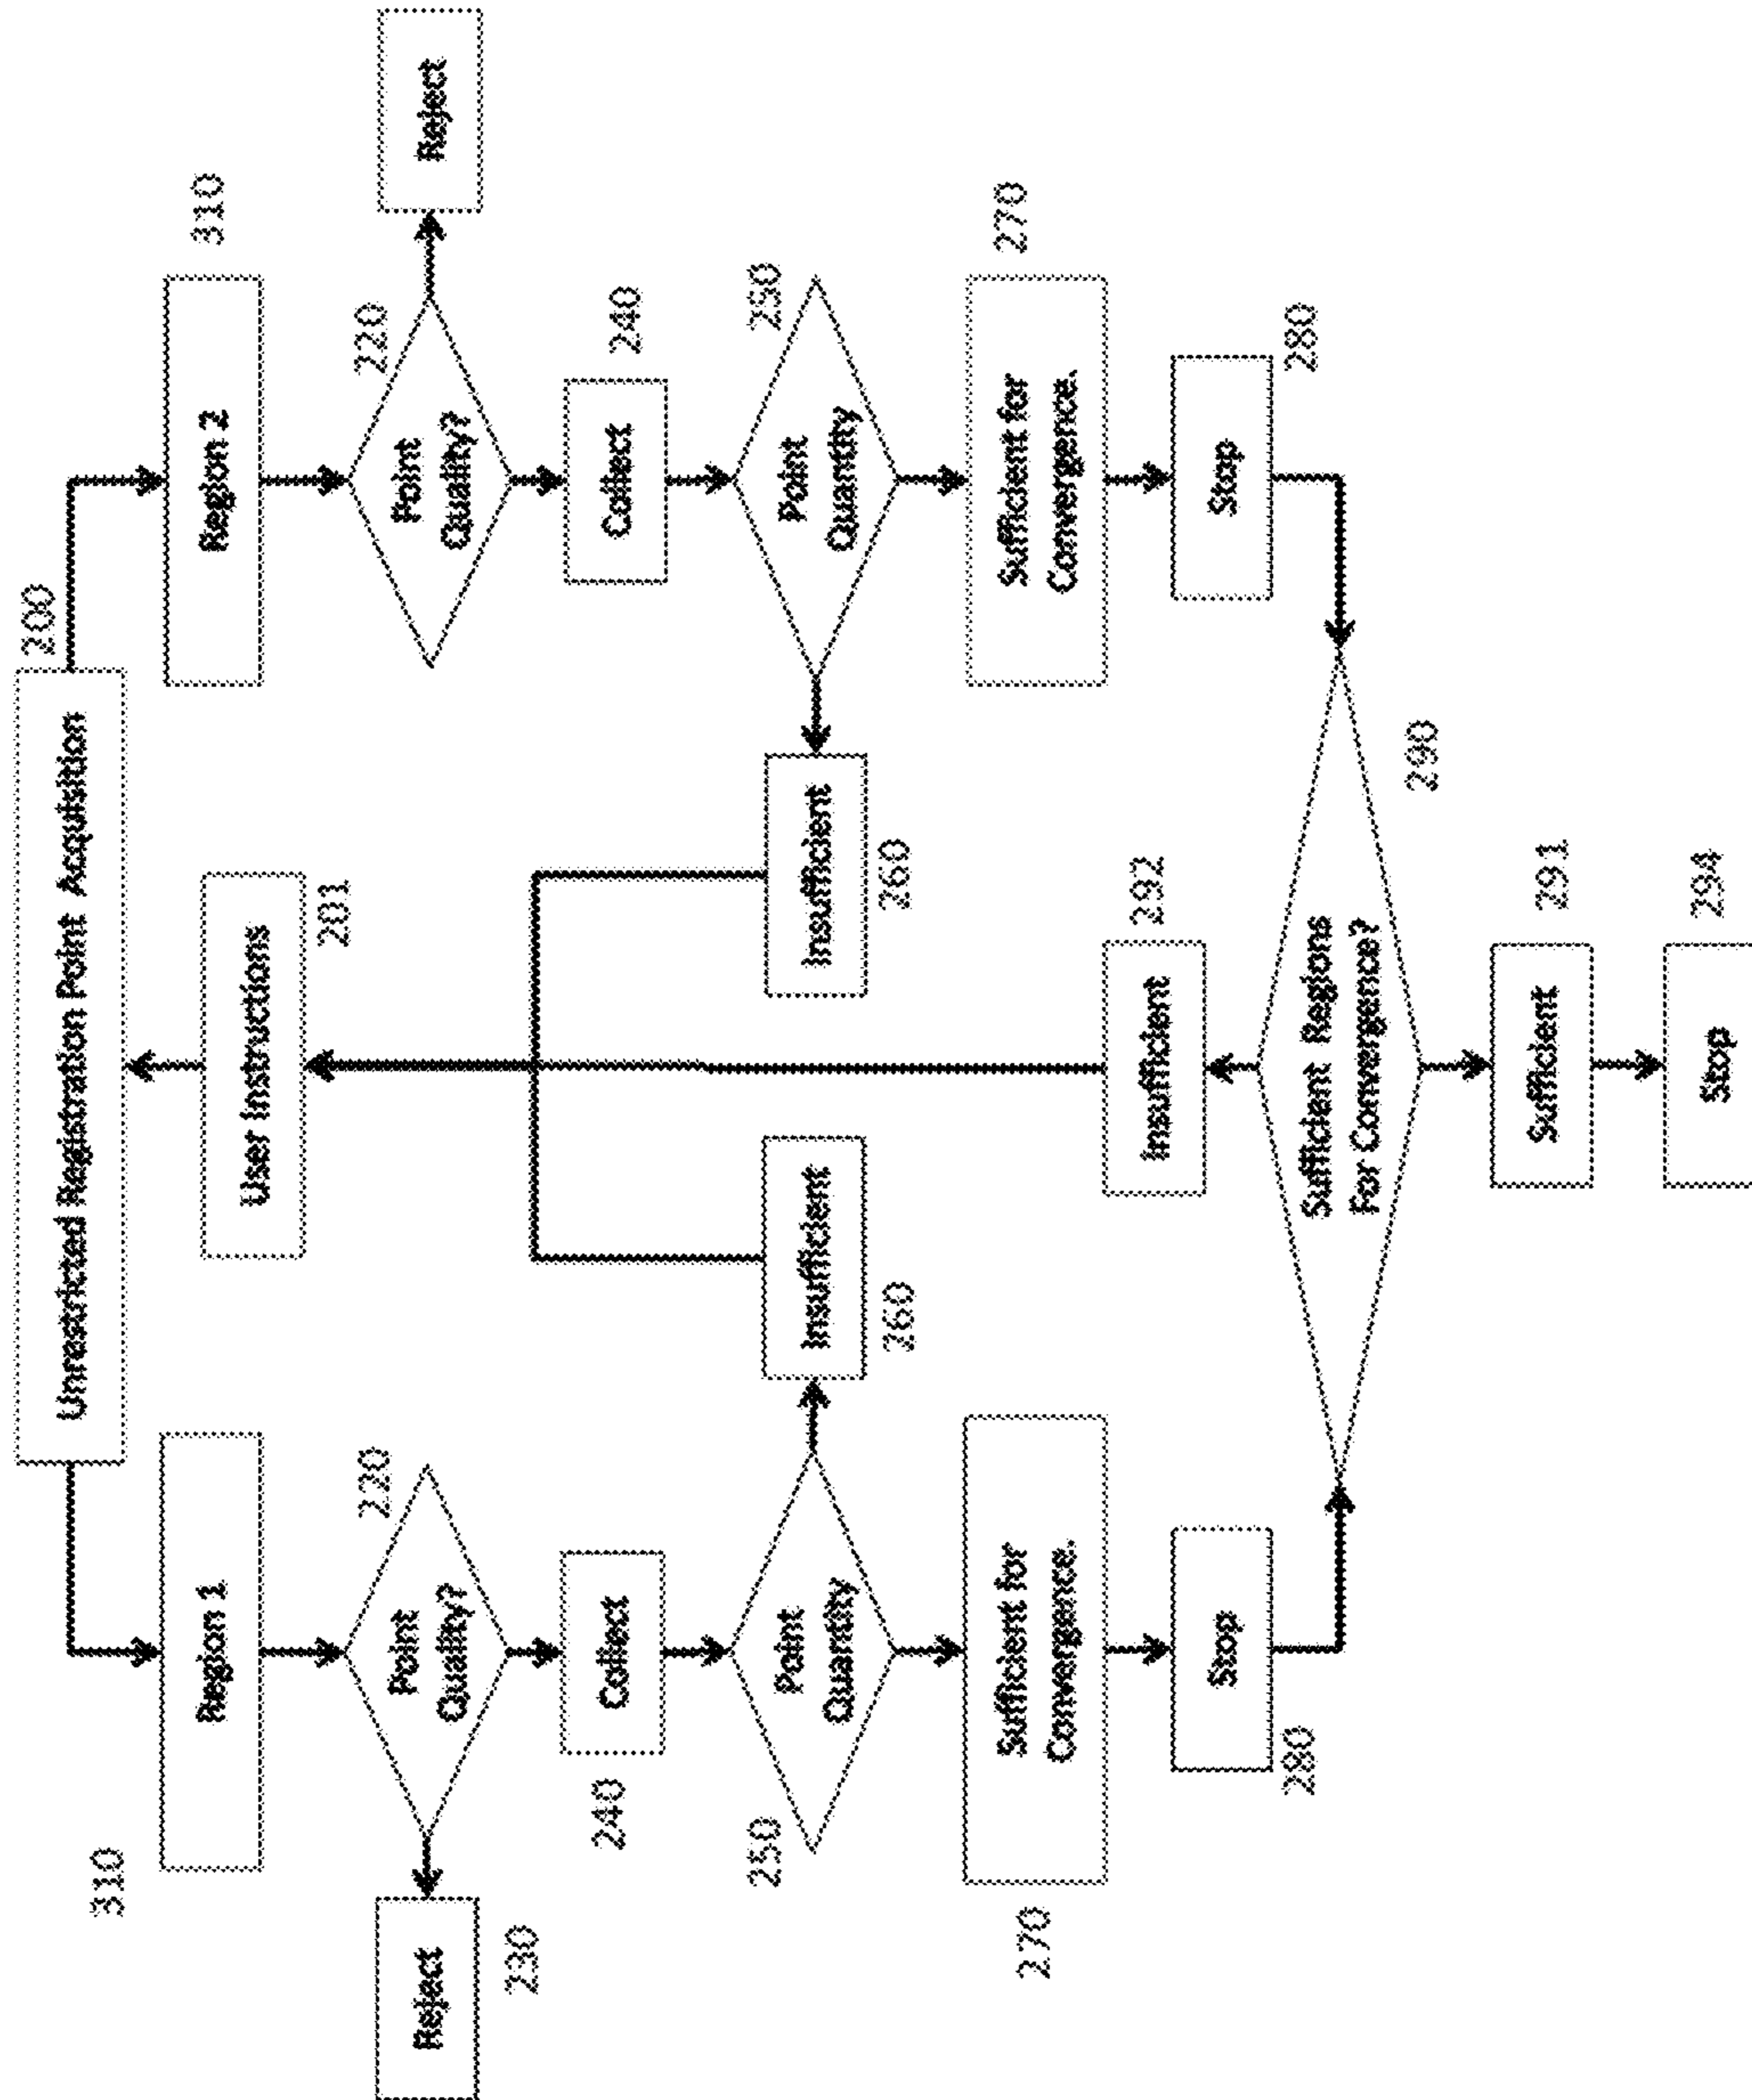 Unrestricted Registration Point Acquisition
200
User Instructions
201
310
Region 1
Region 2
310
220
Point
Quality?
220
Point
Quality?
Reject
230
Reject
240
Collect
Collect
240
250
Point
Quantity
Insufficient
260
Insufficient
260
Point
Quantity
250
270
Sufficient for
Convergence.
Sufficient for
Convergence.
270
280
Stop
Stop
280
Insufficient
292
Sufficient Regions
For Convergence?
290
Sufficient
291
Stop
294